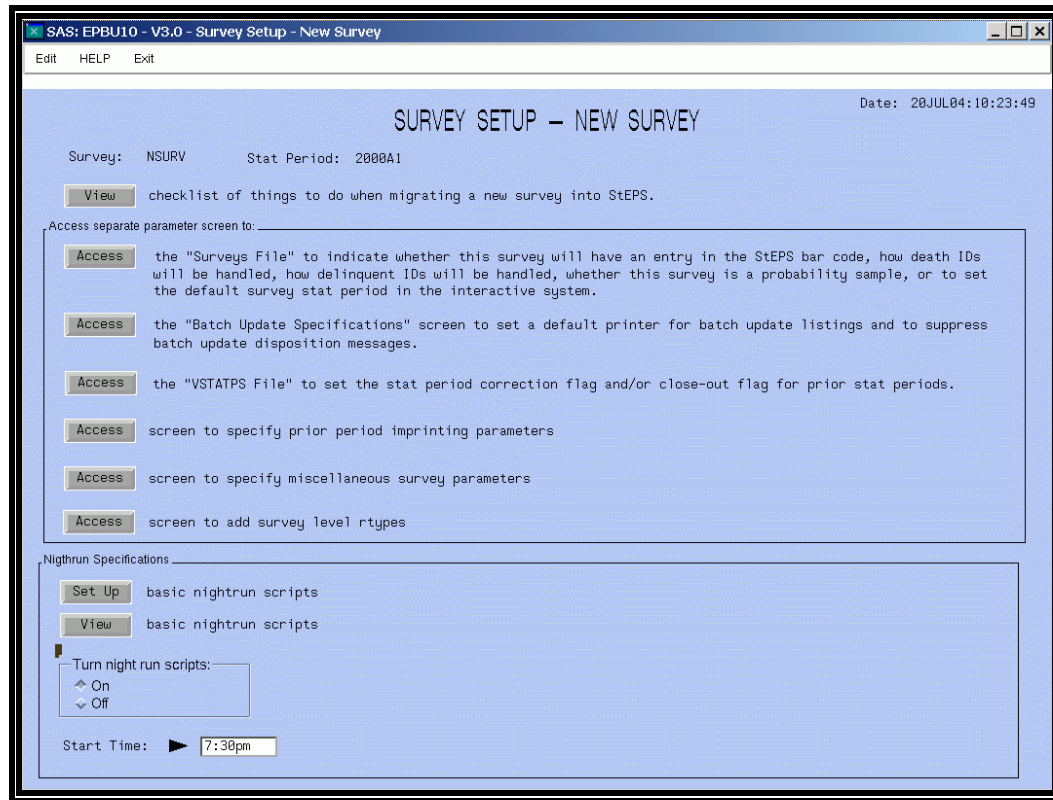 SAS: EPBU10 - V3.0 - Survey Setup - New Survey
Edit HELP Exit
Date: 20JUL04:10:23:49
SURVEY SETUP — NEW SURVEY
Survey: NSURV Stat Period: 2000A1
View checklist of things to do when migrating a new survey into StEPS.
Access separate parameter screen to:
Access the "Surveys File" to indicate whether this survey will have an entry in the StEPS bar code, how death IDs
will be handled, how delinquent IDs will be handled, whether this survey is a probability sample, or to set
the default survey stat period in the interactive system.
Access the "Batch Update Specifications" screen to set a default printer for batch update listings and to suppress
batch update disposition messages.
Access the "VSTATPS File" to set the stat period correction flag and/or close-out flag for prior stat periods.
Access screen to specify prior period imprinting parameters
Access screen to specify miscellaneous survey parameters
Access screen to add survey level rtypes
Nigthrun Specifications
Set Up basic nightrun scripts
View basic nightrun scripts
Turn night run scripts:
On
Off
Start Time: 7:30pm